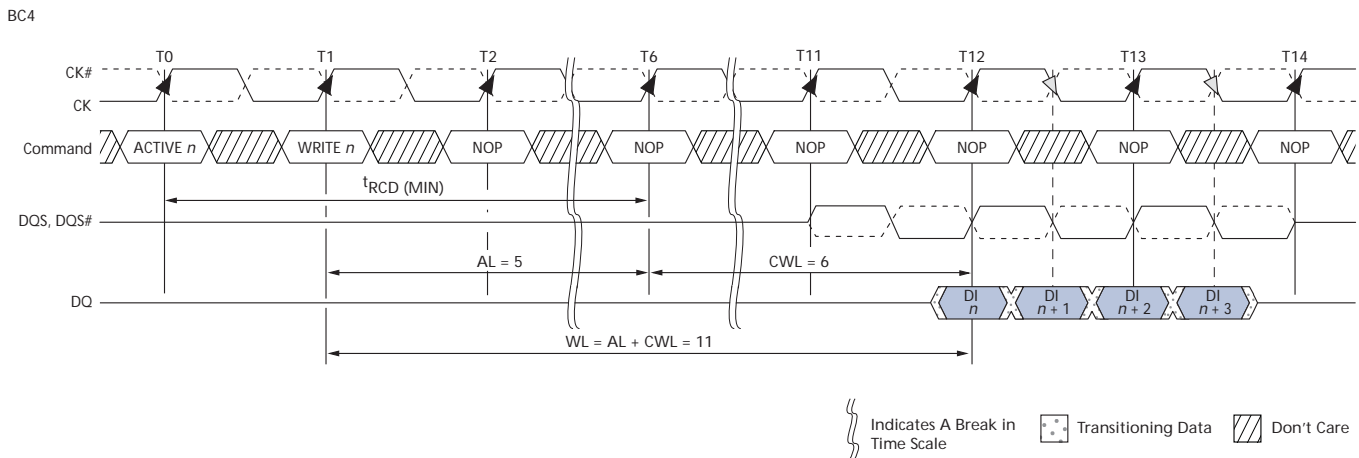 BC4
T0 T1 T2 T6 T11 T12 T13 T14
CK#
CK
Command ACTIVE n WRITE n NOP NOP NOP NOP NOP NOP
tRCD (MIN)
DQS, DQS#
AL = 5 CWL = 6
DQ DI n DI n + 1 DI n + 2 DI n + 3
WL = AL + CWL = 11
Indicates A Break in
Time Scale
Transitioning Data
Don't Care